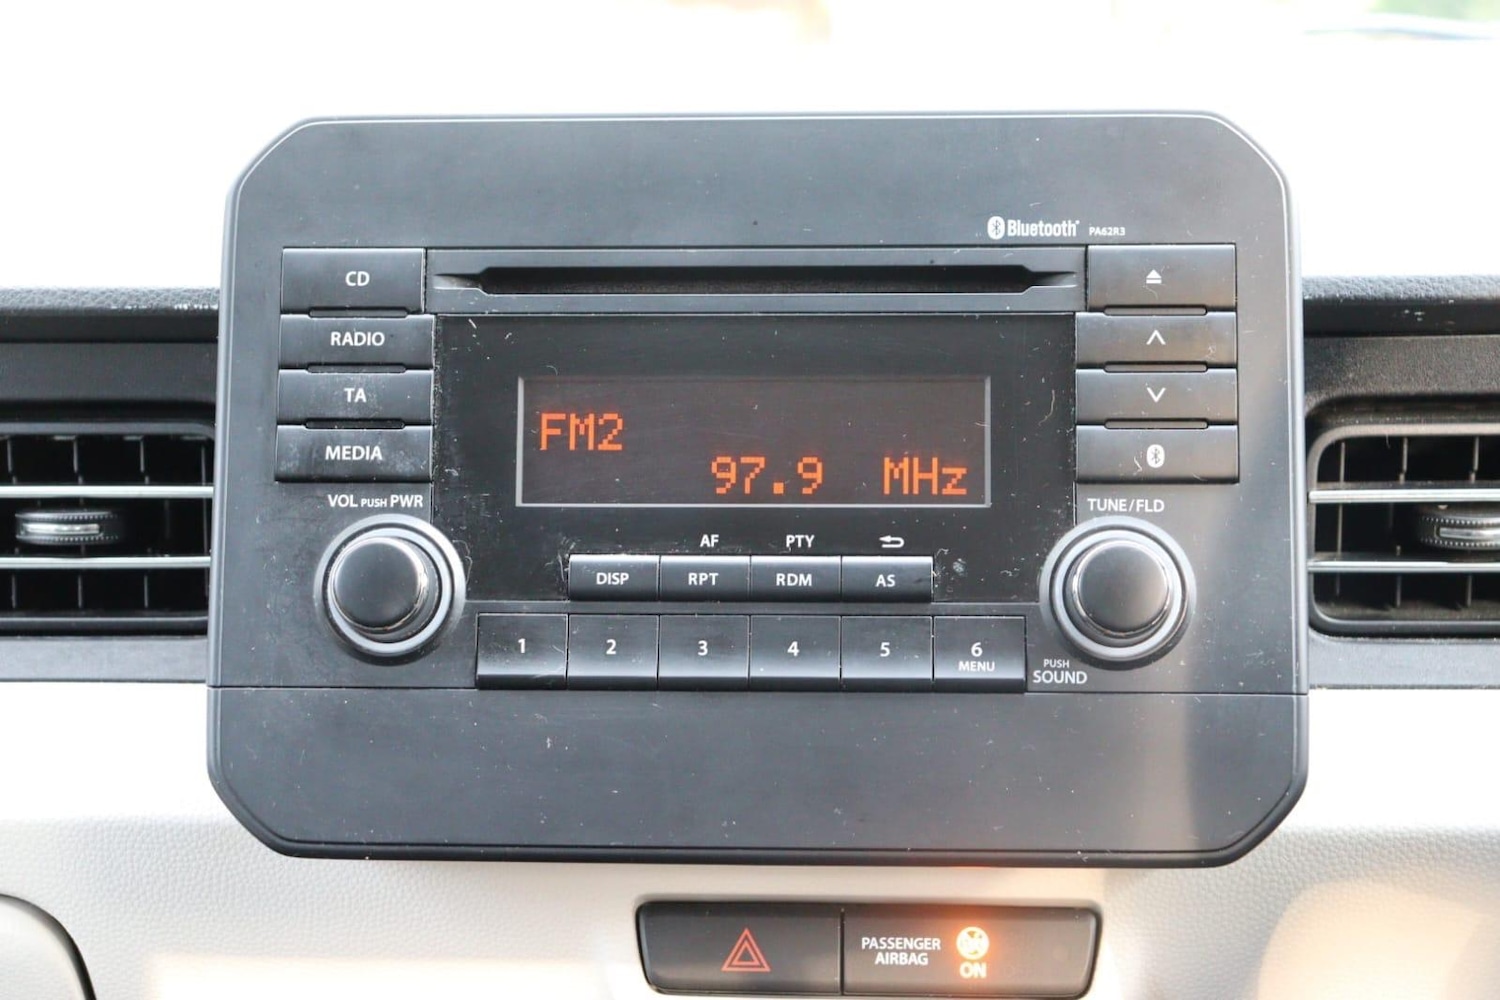 Bluetooth PA62R3
CD
RADIO
TA
MEDIA
FM2
97.9 MHz
VOL PUSH PWR
TUNE/FLD
AF PTY
DISP RPT RDM AS
1 2 3 4 5 6
MENU
PUSH
SOUND
PASSENGER
AIRBAG
ON